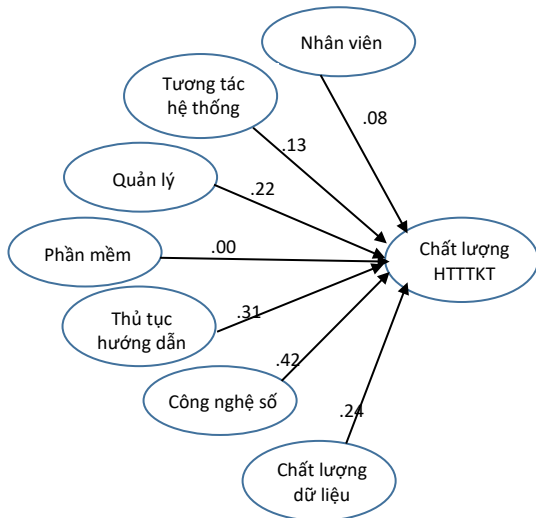 Nhân viên
Tương tác
hệ thống
.08
.13
Quản lý
.22
Phần mềm
.00
Chất lượng
HTTTKT
Thủ tục
hướng dẫn
.31
Công nghệ số
.42
.24
Chất lượng
dữ liệu